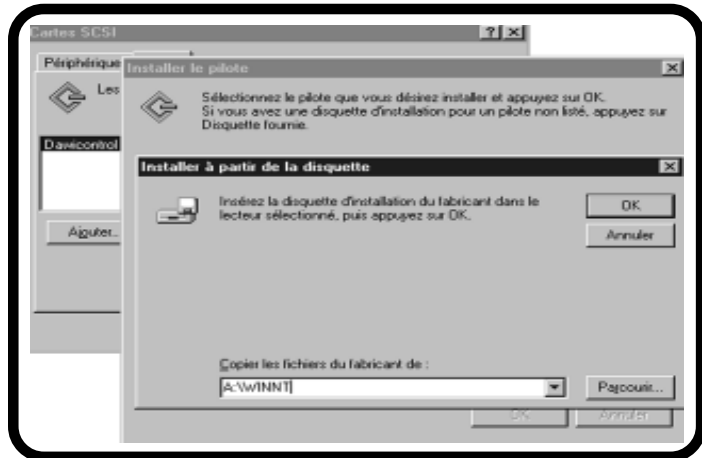 Cartes SCSI
Périphérique
Installer le pilote
Les
Sélectionnez le pilote que vous désirez installer et appuyez sur OK.
Si vous avez une disquette d'installation pour un pilote non listé, appuyez sur
Disquette fournie.
Dawicontrol
Installer à partir de la disquette
Insérez la disquette d'installation du fabricant dans le
lecteur sélectionné, puis appuyez sur OK.
OK
Annuler
Ajouter...
Copier les fichiers du fabricant de :
A:\WINNT
Parcourir...
OK
Annuler